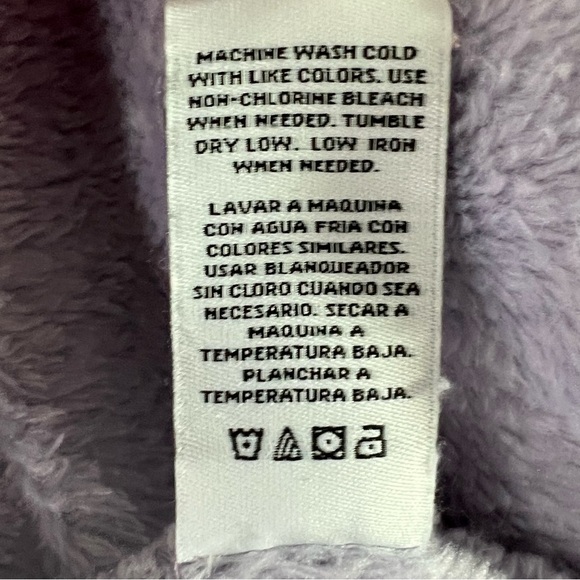 MACHINE WASH COLD
WITH LIKE COLORS. USE
NON-CHLORINE BLEACH
WHEN NEEDED. TUMBLE
DRY LOW. LOW IRON
WHEN NEEDED.
LAVAR A MAQUINA
CON AGUA FRIA CON
COLORES SIMILARES.
USAR BLANQUEADOR
SIN CLORO CUANDO SEA
NECESARIO. SECAR A
MAQUINA A
TEMPERATURA BAJA.
PLANCHAR A
TEMPERATURA BAJA.